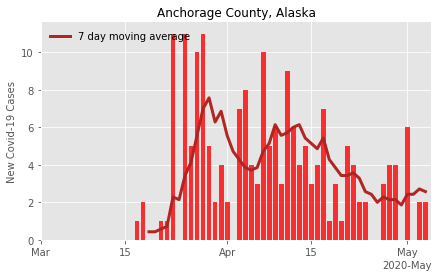 Anchorage County, Alaska
7 day moving average
New Covid-19 Cases
10
8
6
4
2
0
Mar
15
Apr
15
May
2020-May